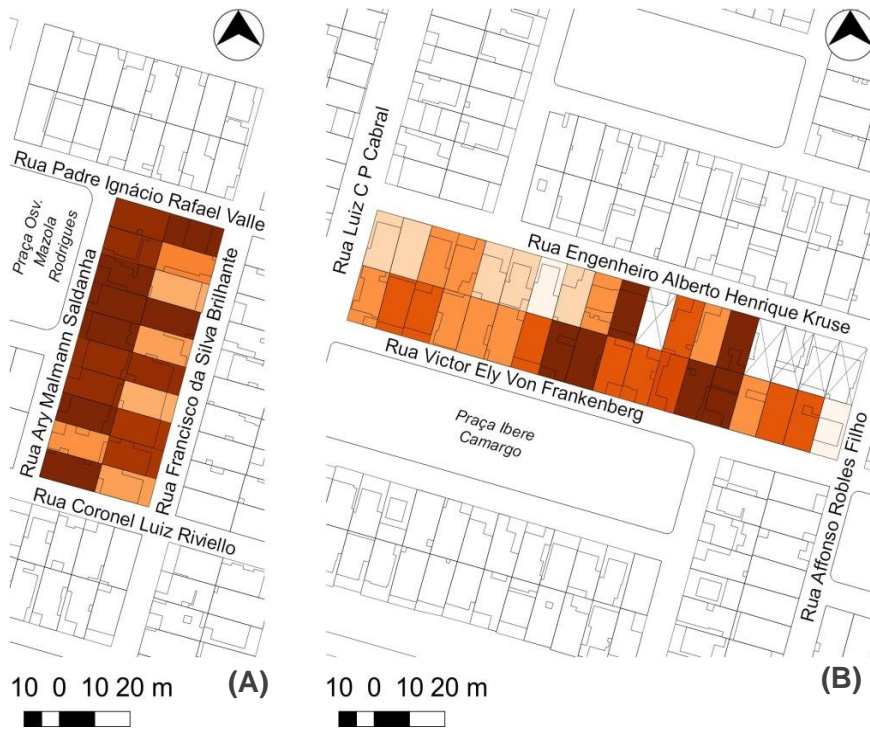 Rua Padre Ignácio Rafael Valle
Praça Osv.
Mazola
Rodrigues
Rua Ary Malmann Saldanha
Rua Francisco da Silva Brilhante
Rua Coronel Luiz Riviello
10 0 10 20 m
(A)
Rua Luiz C P Cabral
Rua Engenheiro Alberto Henrique Kruse
Rua Victor Ely Von Frankenberg
Praça Ibere
Camargo
Rua Affonso Robles Filho
10 0 10 20 m
(B)